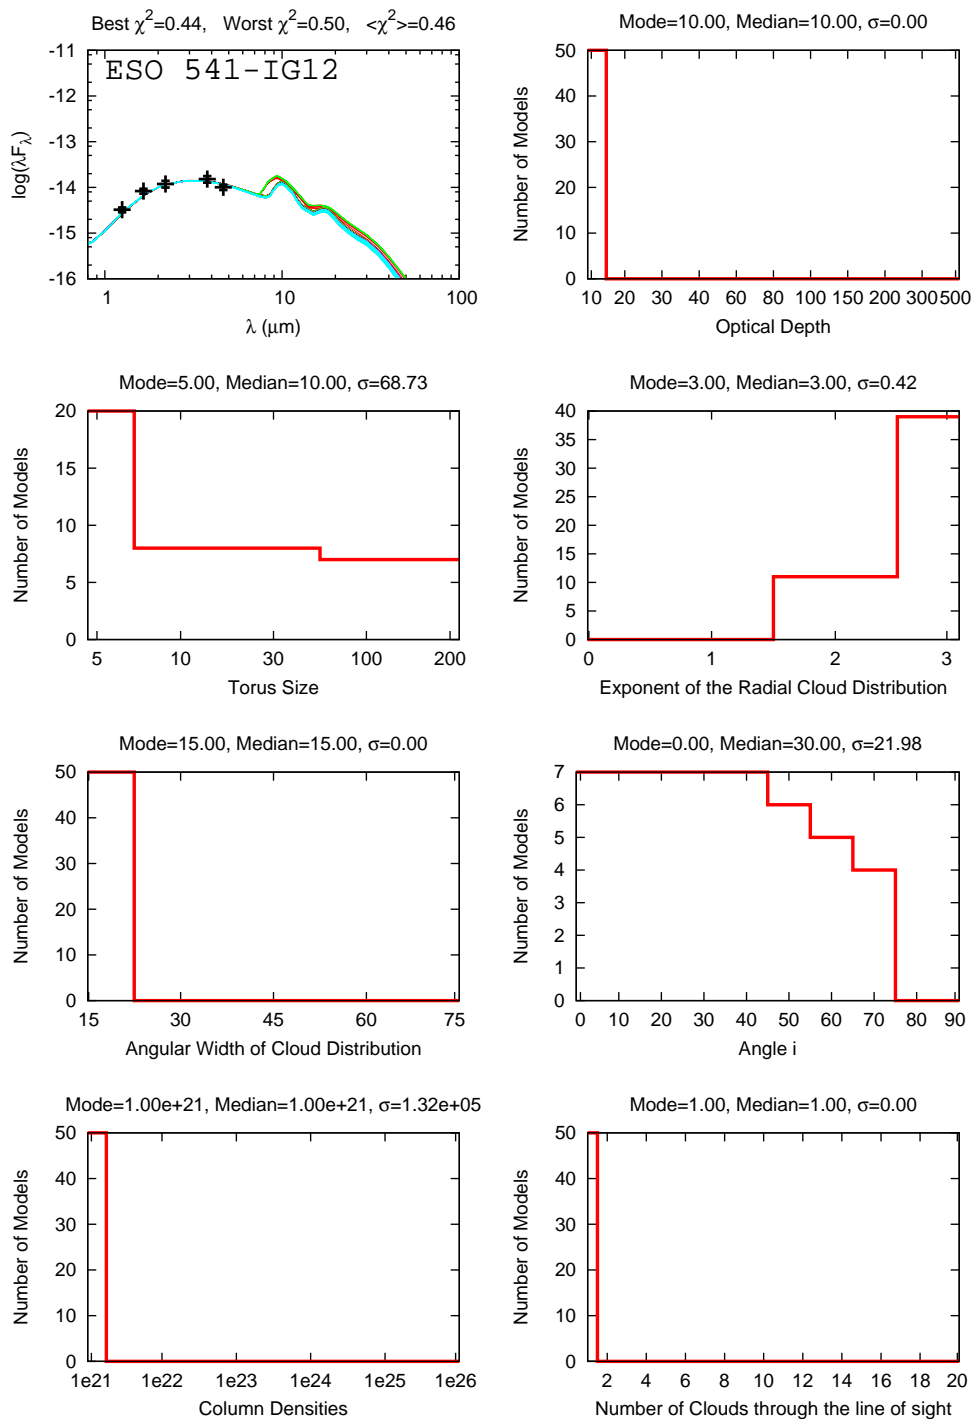 Best χ²=0.44, Worst χ²=0.50, <χ²>=0.46
ESO 541-IG12
log(λFλ)
-11
-12
-13
-14
-15
-16
1 10 100
λ (μm)
Mode=10.00, Median=10.00, σ=0.00
Number of Models
50
40
30
20
10
0
10 20 30 40 60 80 100 150 200 300 500
Optical Depth
Mode=5.00, Median=10.00, σ=68.73
Number of Models
20
15
10
5
0
5 10 30 100 200
Torus Size
Mode=3.00, Median=3.00, σ=0.42
Number of Models
40
35
30
25
20
15
10
5
0
0 1 2 3
Exponent of the Radial Cloud Distribution
Mode=15.00, Median=15.00, σ=0.00
Number of Models
50
40
30
20
10
0
15 30 45 60 75
Angular Width of Cloud Distribution
Mode=0.00, Median=30.00, σ=21.98
Number of Models
7
6
5
4
3
2
1
0
0 10 20 30 40 50 60 70 80 90
Angle i
Mode=1.00e+21, Median=1.00e+21, σ=1.32e+05
Number of Models
50
40
30
20
10
0
1e21 1e22 1e23 1e24 1e25 1e26
Column Densities
Mode=1.00, Median=1.00, σ=0.00
Number of Models
50
40
30
20
10
0
2 4 6 8 10 12 14 16 18 20
Number of Clouds through the line of sight